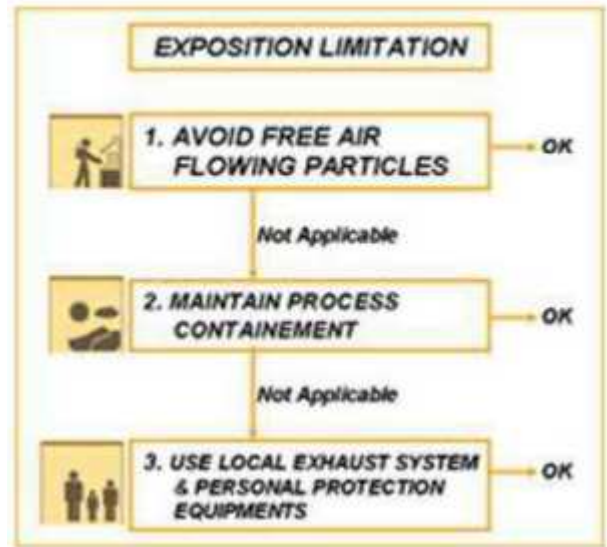 EXPOSITION LIMITATION
1. AVOID FREE AIR
FLOWING PARTICLES
OK
Not Applicable
2. MAINTAIN PROCESS
CONTAINEMENT
OK
Not Applicable
3. USE LOCAL EXHAUST SYSTEM
& PERSONAL PROTECTION
EQUIPMENTS
OK